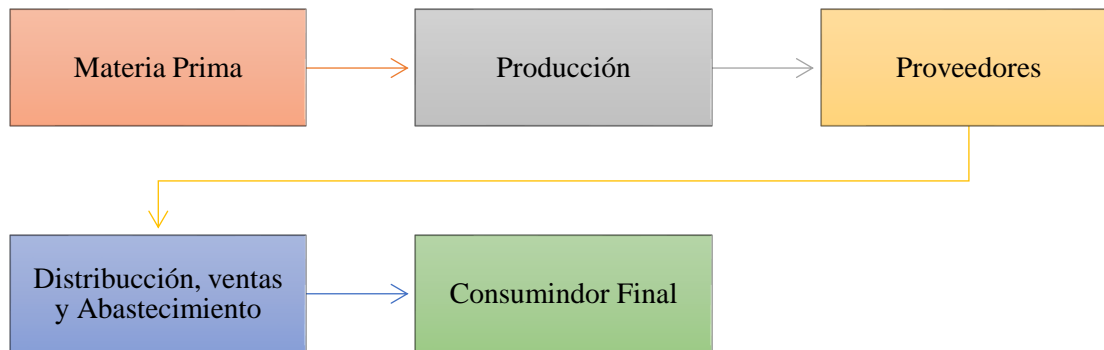 Materia Prima
Producción
Proveedores
Distribucción, ventas
y Abastecimiento
Consumindor Final